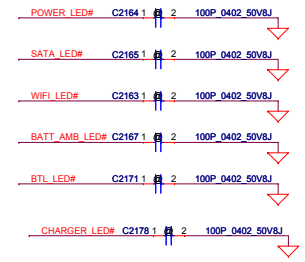 POWER_LED# C2164 1 @ 2 100P_0402_50V8J
SATA_LED# C2165 1 @ 2 100P_0402_50V8J
WIFI_LED# C2163 1 @ 2 100P_0402_50V8J
BATT_AMB_LED# C2167 1 @ 2 100P_0402_50V8J
BTL_LED# C2171 1 @ 2 100P_0402_50V8J
CHARGER_LED# C2178 1 @ 2 100P_0402_50V8J